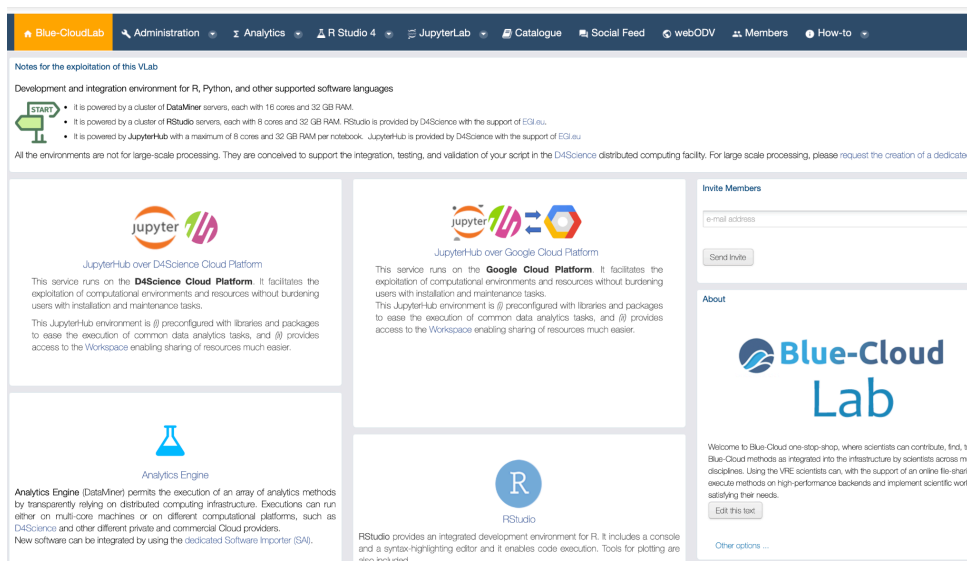 Blue-CloudLab Administration Analytics R Studio 4 JupyterLab Catalogue Social Feed webODV Members How-to
Notes for the exploitation of this VLab
Development and integration environment for R, Python, and other supported software languages
START
It is powered by a cluster of DataMiner servers, each with 16 cores and 32 GB RAM.
It is powered by a cluster of RStudio servers, each with 8 cores and 32 GB RAM. RStudio is provided by D4Science with the support of EGI.eu.
It is powered by JupyterHub with a maximum of 8 cores and 32 GB RAM per notebook. JupyterHub is provided by D4Science with the support of EGI.eu
All the environments are not for large-scale processing. They are conceived to support the integration, testing, and validation of your script in the D4Science distributed computing facility. For large scale processing, please request the creation of a dedicated
jupyter
JupyterHub over D4Science Cloud Platform
This service runs on the D4Science Cloud Platform. It facilitates the
exploitation of computational environments and resources without burdening
users with installation and maintenance tasks.
This JupyterHub environment is (i) preconfigured with libraries and packages
to ease the execution of common data analytics tasks, and (ii) provides
access to the Workspace enabling sharing of resources much easier.
jupyter
JupyterHub over Google Cloud Platform
This service runs on the Google Cloud Platform. It facilitates the
exploitation of computational environments and resources without burdening
users with installation and maintenance tasks.
This JupyterHub environment is (i) preconfigured with libraries and packages
to ease the execution of common data analytics tasks, and (ii) provides
access to the Workspace enabling sharing of resources much easier.
Invite Members
e-mail address
Send Invite
About
Blue-Cloud
Lab
Welcome to Blue-Cloud one-stop-shop, where scientists can contribute, find,
Blue-Cloud methods as integrated into the infrastructure by scientists across
disciplines. Using the VRE scientists can, with the support of an online
execute methods on high-performance backends and implement scientific
satisfying their needs.
Edit this text
Other options ...
Analytics Engine
Analytics Engine (DataMiner) permits the execution of an array of analytics methods
by transparently relying on distributed computing infrastructure. Executions can run
either on multi-core machines or on different computational platforms, such as
D4Science and other different private and commercial Cloud providers.
New software can be integrated by using the dedicated Software Importer (SAI).
R
RStudio
RStudio provides an integrated development environment for R. It includes a console
and a syntax-highlighting editor and it enables code execution. Tools for plotting are
also included